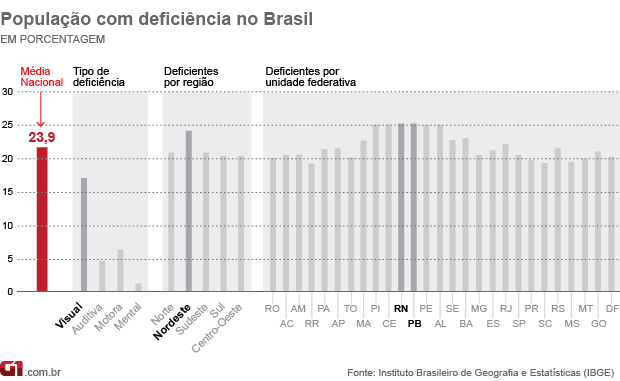 População com deficiência no Brasil
EM PORCENTAGEM
Média
Nacional
Tipo de
deficiência
Deficientes
por região
Deficientes por
unidade federativa
30
25
20
15
10
5
0
23,9
Visual
Auditiva
Motora
Mental
Norte
Nordeste
Sudeste
Sul
Centro-Oeste
RO AM PA TO PI RN PE SE MG RJ PR RS MT DF
AC RR AP MA CE PB AL BA ES SP SC MS GO
G1.com.br
Fonte: Instituto Brasileiro de Geografia e Estatísticas (IBGE)